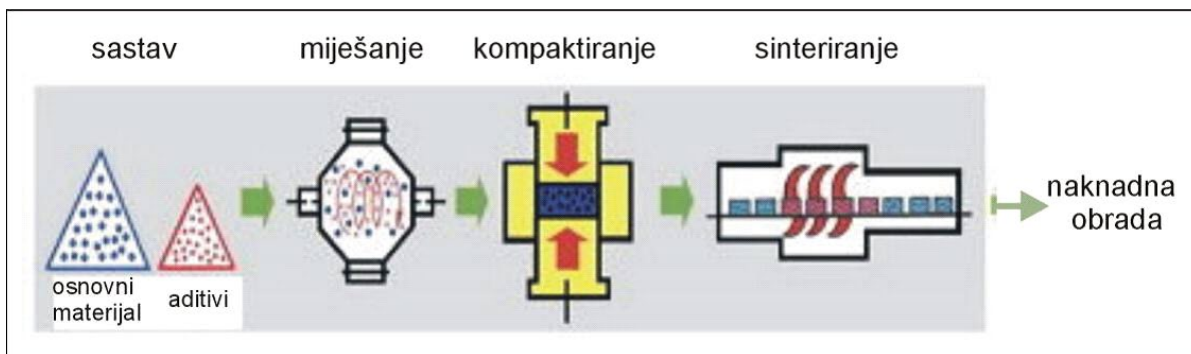 sastav
miješanje
kompaktiranje
sinteriranje
osnovni
materijal
aditivi
naknadna
obrada